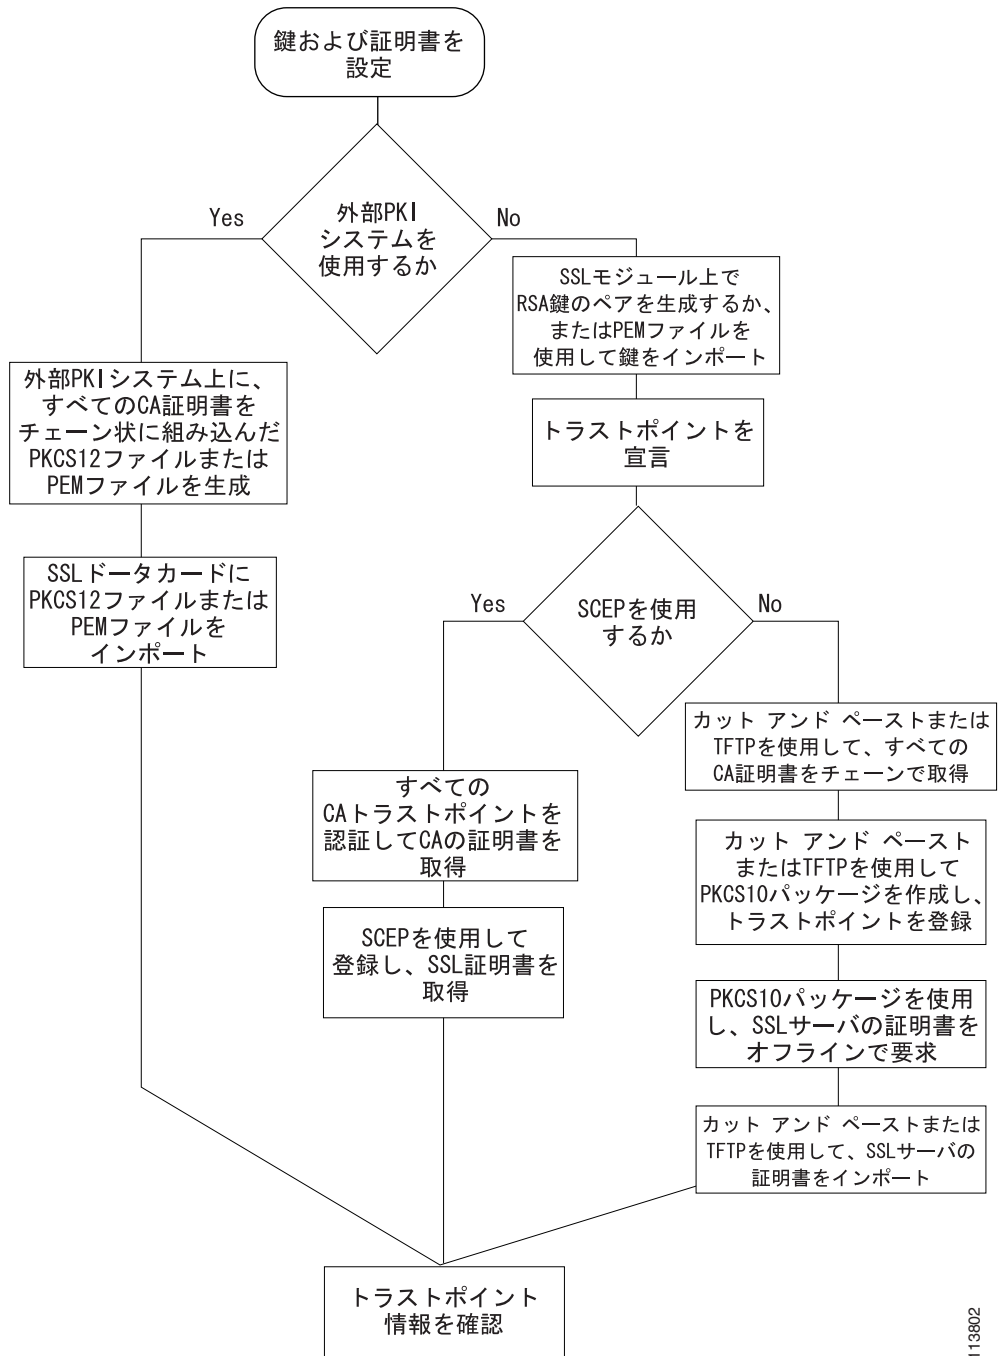 鍵および証明書を
設定
外部PKI
システムを
使用するか
Yes
No
SSLモジュール上で
RSA鍵のペアを生成するか、
またはPEMファイルを
使用して鍵をインポート
外部PKIシステム上に、
すべてのCA証明書を
チェーン状に組み込んだ
PKCS12ファイルまたは
PEMファイルを生成
トラストポイントを
宣言
SSLドータカードに
PKCS12ファイルまたは
PEMファイルを
インポート
SCEPを使用
するか
Yes
No
カット アンド ペーストまたは
TFTPを使用して、すべての
CA証明書をチェーンで取得
すべての
CAトラストポイントを
認証してCAの証明書を
取得
カット アンド ペースト
またはTFTPを使用して
PKCS10パッケージを作成し、
トラストポイントを登録
SCEPを使用して
登録し、SSL証明書を
取得
PKCS10パッケージを使用
し、SSLサーバの証明書を
オフラインで要求
カット アンド ペーストまたは
TFTPを使用して、SSLサーバの
証明書をインポート
トラストポイント
情報を確認
113802